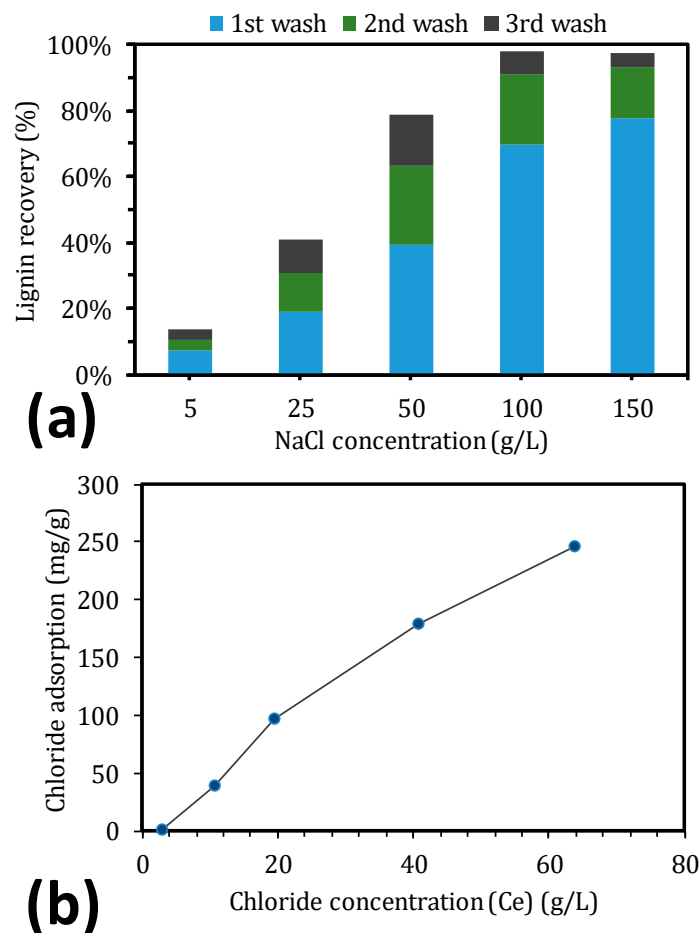 1st wash 2nd wash 3rd wash
100%
80%
60%
40%
20%
0%
Lignin recovery (%)
5 25 50 100 150
NaCl concentration (g/L)
(a)
300
250
200
150
100
50
0
Chloride adsorption (mg/g)
0 20 40 60 80
Chloride concentration (Ce) (g/L)
(b)